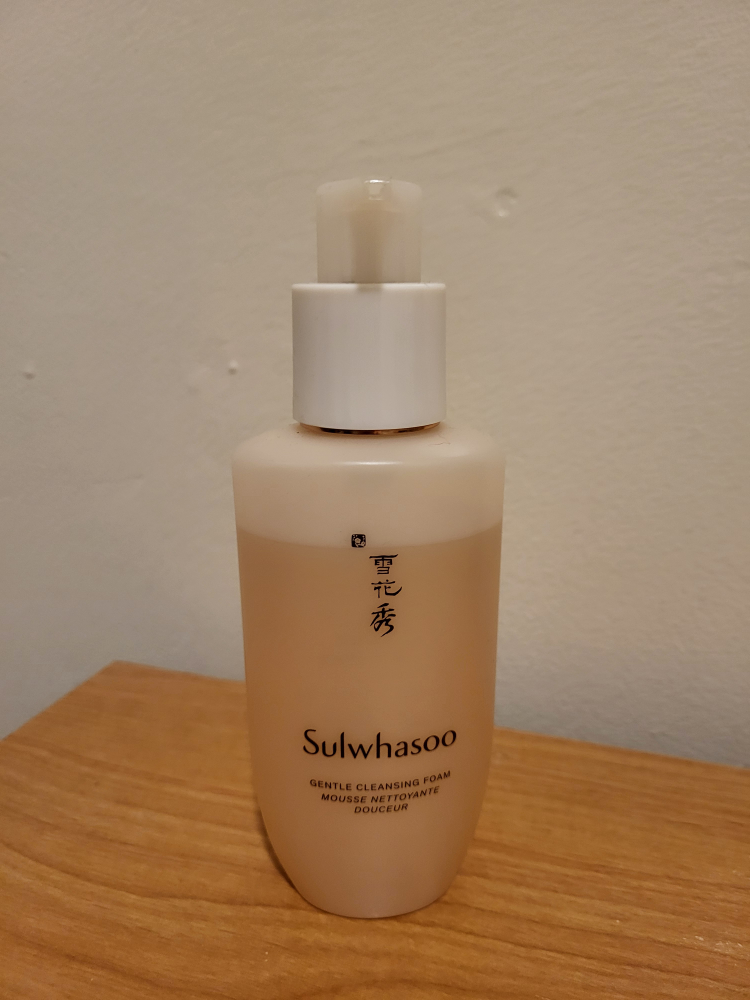 雪
花
秀
Sulwhasoo
GENTLE CLEANSING FOAM
MOUSSE NETTOYANTE
DOUCEUR